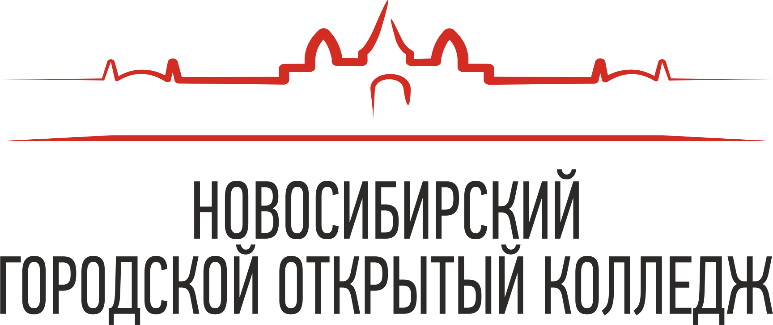 НОВОСИБИРСКИЙ
ГОРОДСКОЙ ОТКРЫТЫЙ КОЛЛЕДЖ